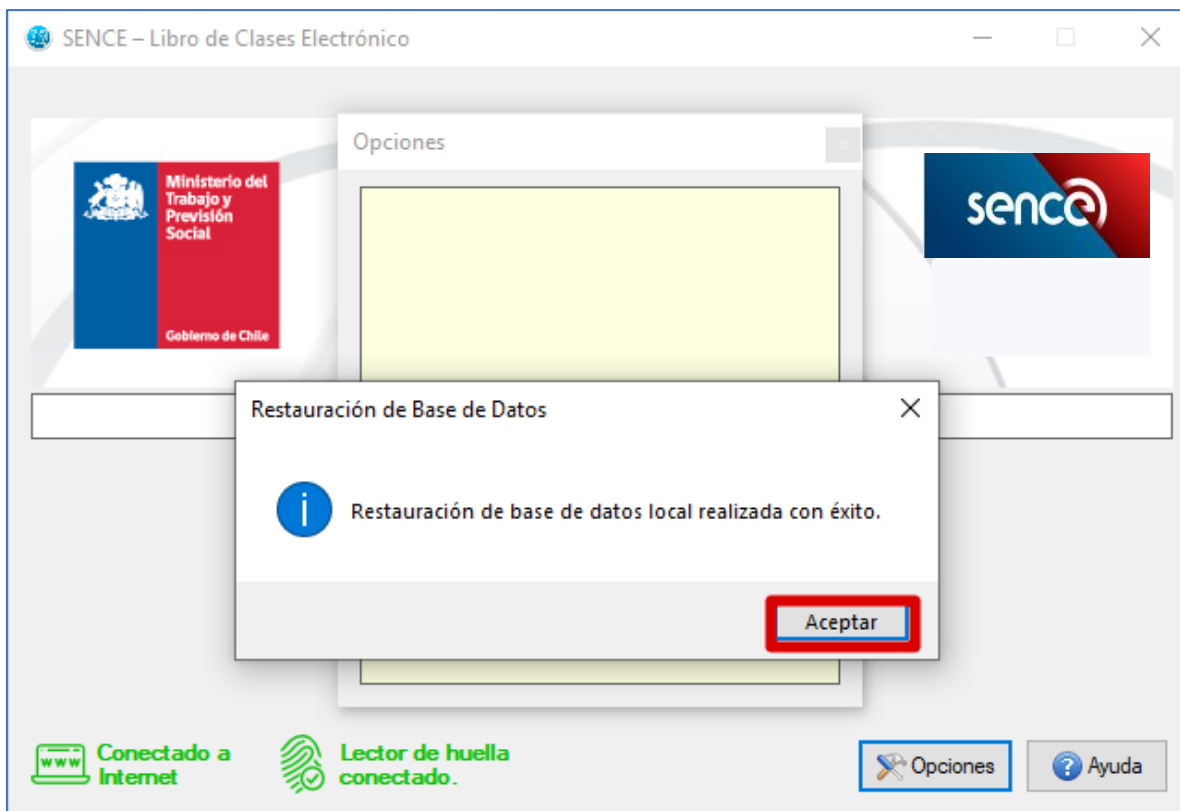 SENCE – Libro de Clases Electrónico
Opciones
Ministerio del
Trabajo y
Previsión
Social
Gobierno de Chile
sence
Restauración de Base de Datos
Restauración de base de datos local realizada con éxito.
Aceptar
www
Conectado a
Internet
Lector de huella
conectado.
Opciones
Ayuda